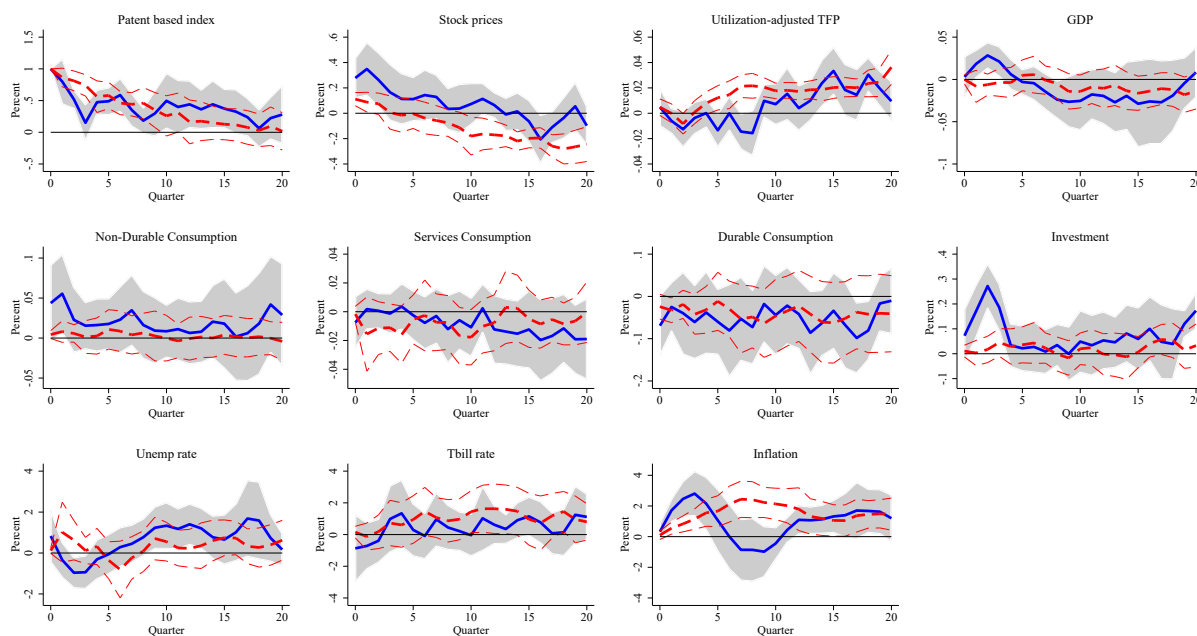 Patent based index
Percent
-.5 0 .5 1 1.5
0 5 10 15 20
Quarter
Stock prices
Percent
-.4 -.2 0 .2 .4 .6
0 5 10 15 20
Quarter
Utilization-adjusted TFP
Percent
-.04 -.02 0 .02 .04 .06
0 5 10 15 20
Quarter
GDP
Percent
-.1 -.05 0 .05
0 5 10 15 20
Quarter
Non-Durable Consumption
Percent
-.05 0 .05 .1
0 5 10 15 20
Quarter
Services Consumption
Percent
-.04 -.02 0 .02 .04
0 5 10 15 20
Quarter
Durable Consumption
Percent
-.2 -.1 0 .1
0 5 10 15 20
Quarter
Investment
Percent
-.1 0 .1 .2 .3 .4
0 5 10 15 20
Quarter
Unemp rate
Percent
-2 0 2 4
0 5 10 15 20
Quarter
Tbill rate
Percent
-4 -2 0 2 4
0 5 10 15 20
Quarter
Inflation
Percent
-4 -2 0 2 4
0 5 10 15 20
Quarter